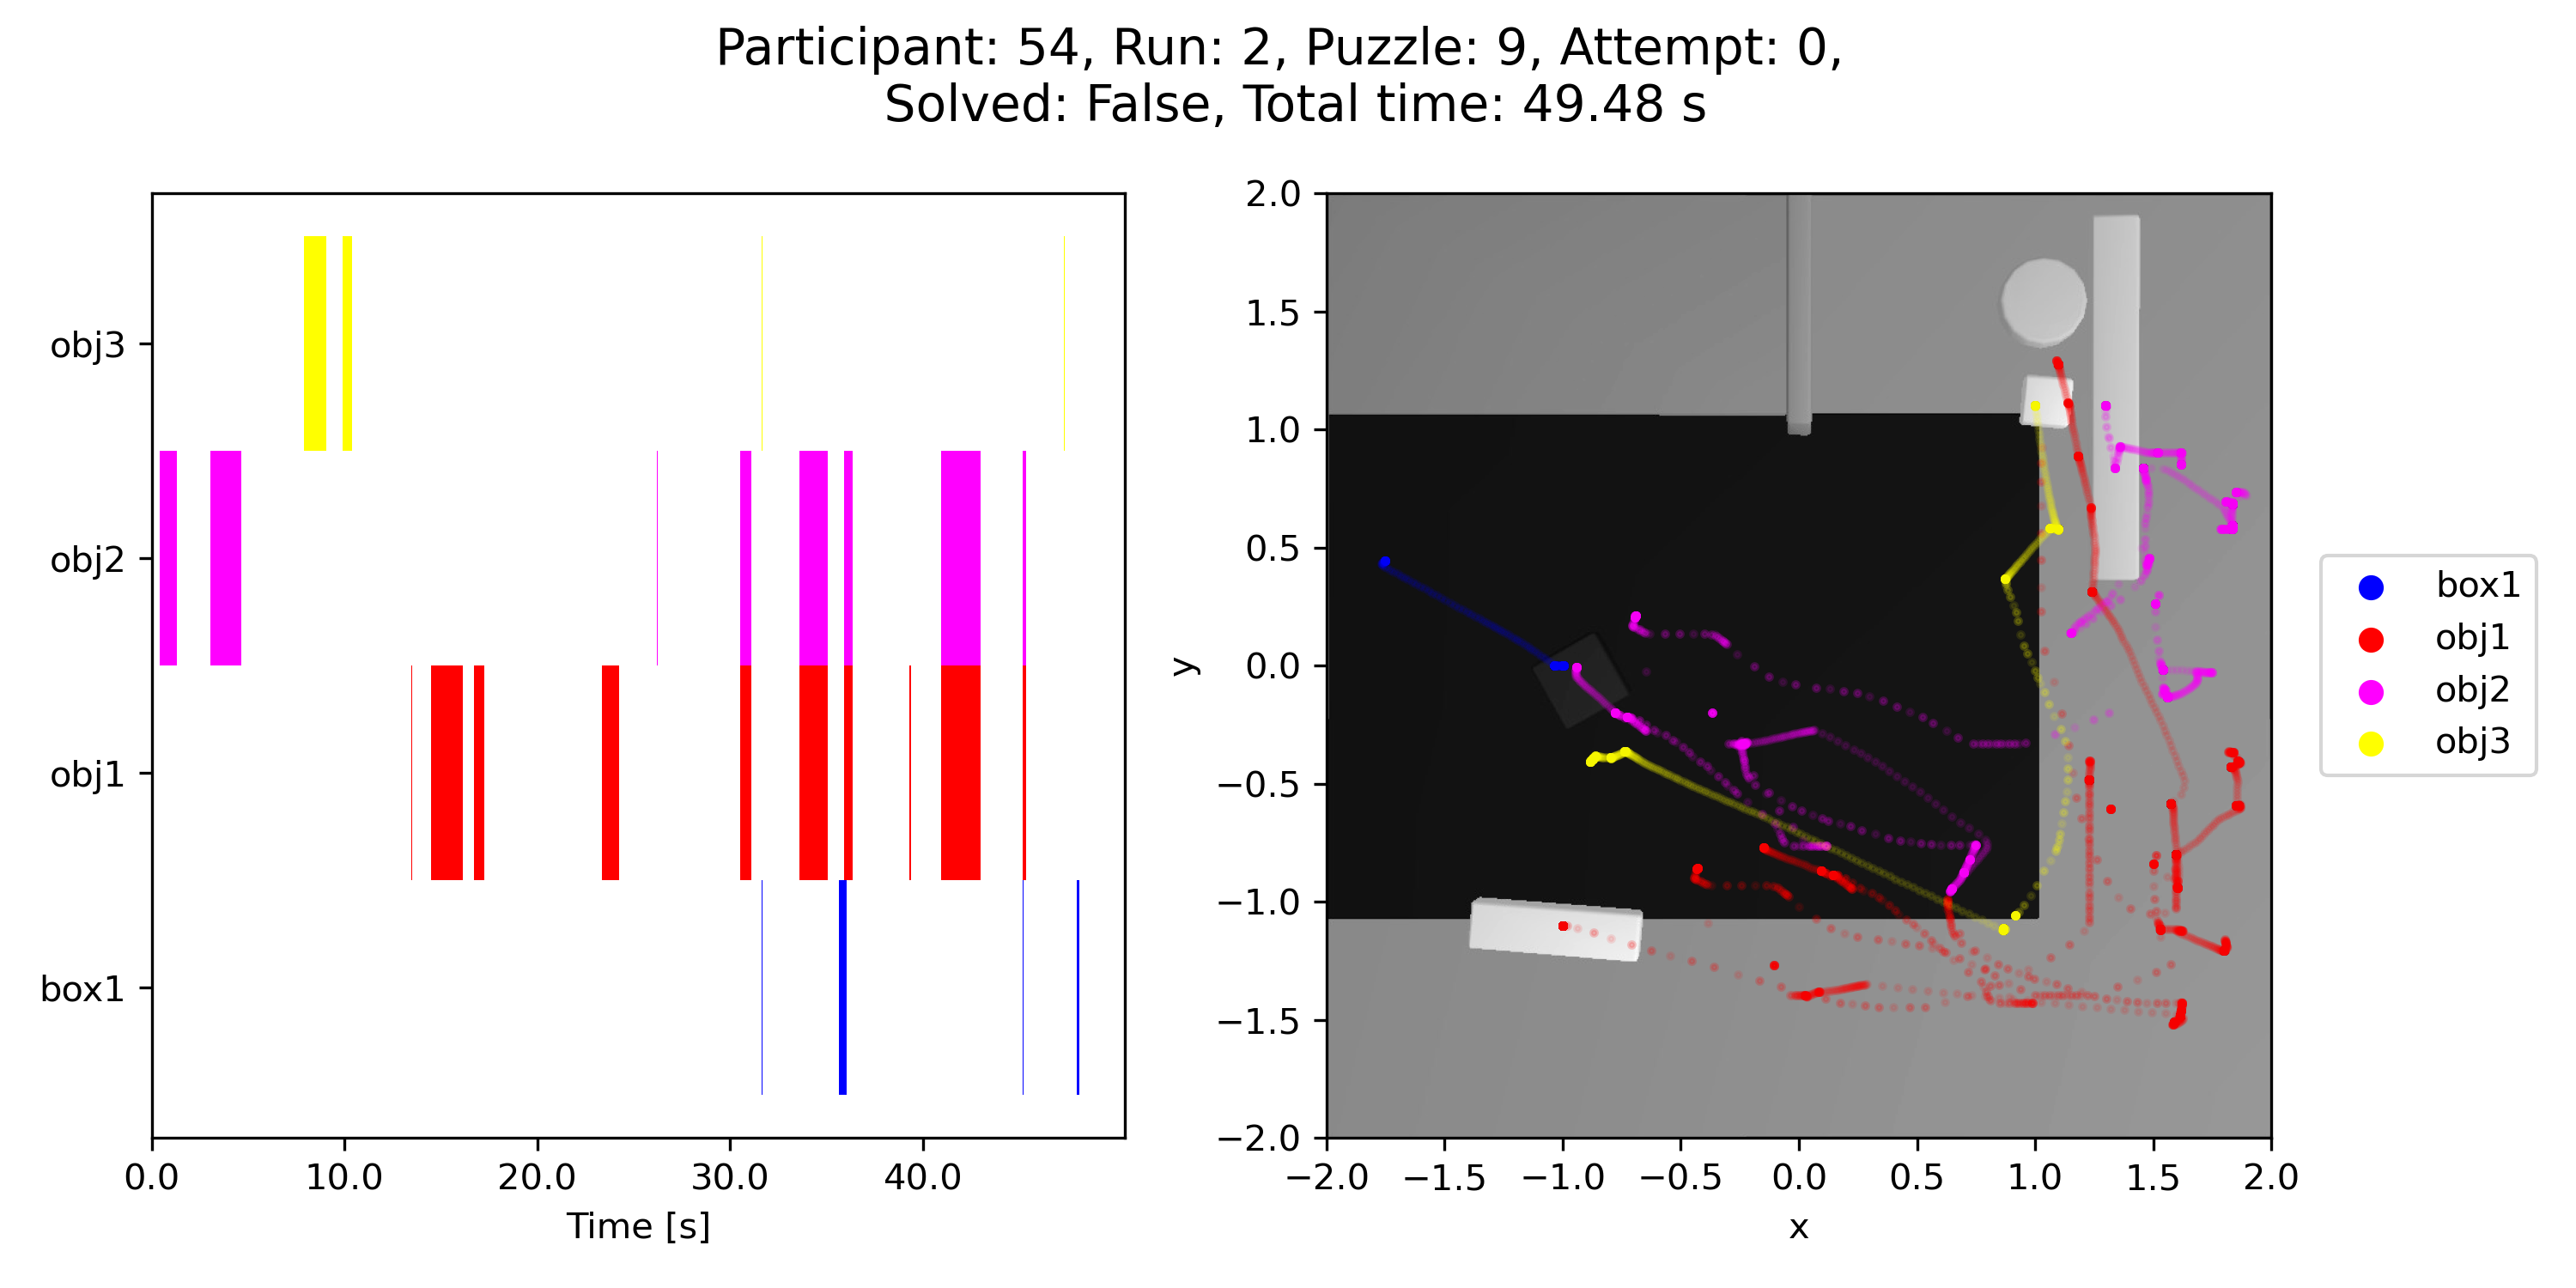 Participant: 54, Run: 2, Puzzle: 9, Attempt: 0,
Solved: False, Total time: 49.48 s
obj3
obj2
obj1
box1
0.0 10.0 20.0 30.0 40.0
Time [s]
2.0
1.5
1.0
0.5
0.0
−0.5
−1.0
−1.5
−2.0
y
−2.0 −1.5 −1.0 −0.5 0.0 0.5 1.0 1.5 2.0
x
box1
obj1
obj2
obj3